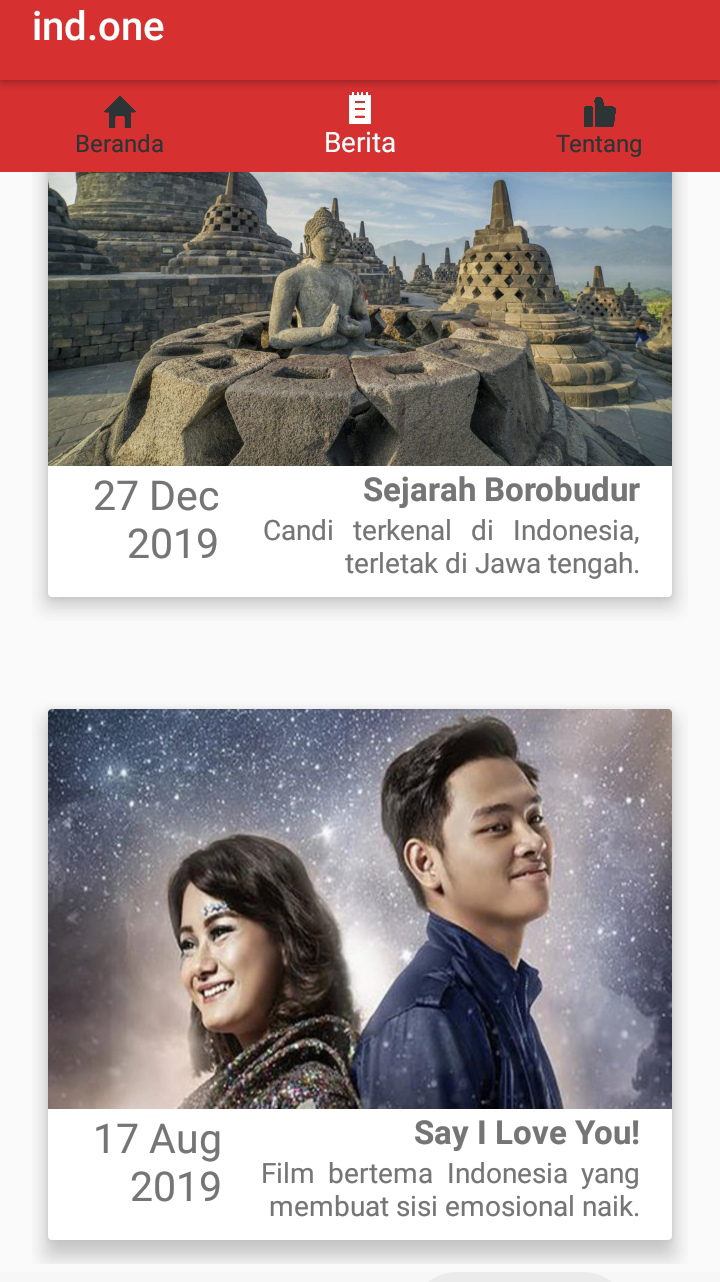 ind.one
Beranda
Berita
Tentang
27 Dec
2019
Sejarah Borobudur
Candi terkenal di Indonesia,
terletak di Jawa tengah.
17 Aug
2019
Say I Love You!
Film bertema Indonesia yang
membuat sisi emosional naik.